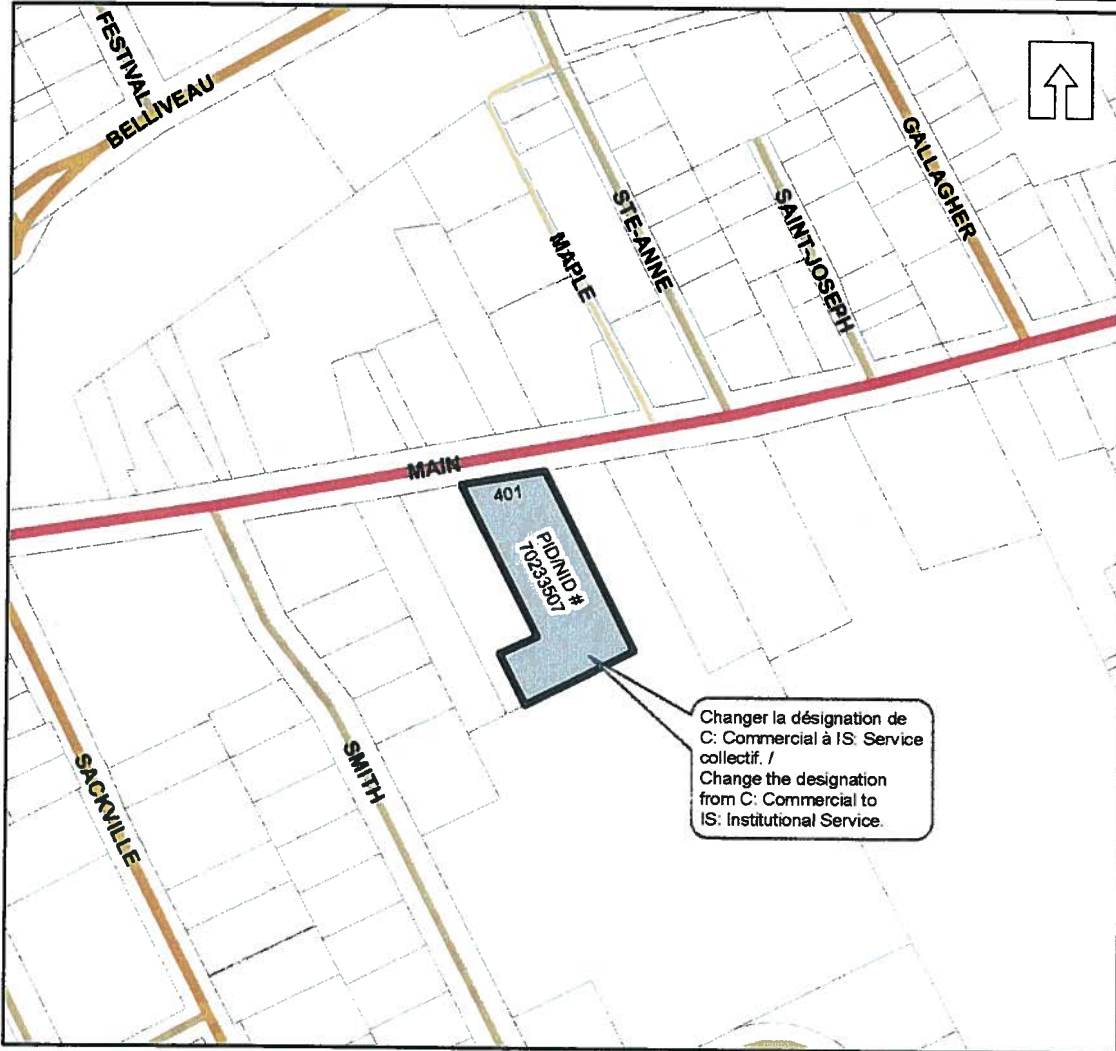 FESTIVAL
BELLIVEAU
GALLAGHER
STE-ANNE
SAINT-JOSEPH
MAPLE
MAIN
401
PID/NID #
70233507
Changer la désignation de
C: Commercial à IS: Service
collectif. /
Change the designation
from C: Commercial to
IS: Institutional Service.
SMITH
SACKVILLE